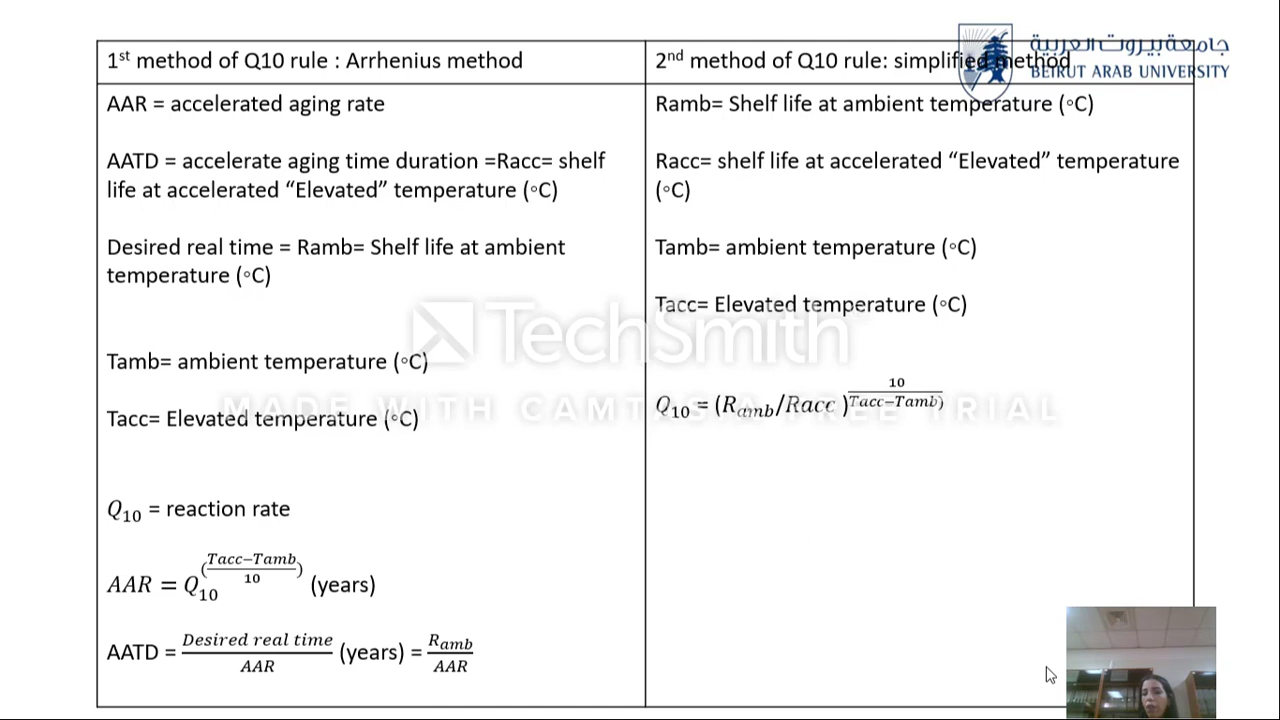 جامعة بيروت العربية
BEIRUT ARAB UNIVERSITY
1st method of Q10 rule : Arrhenius method
AAR = accelerated aging rate
AATD = accelerate aging time duration =Racc= shelf
life at accelerated “Elevated” temperature (◦C)
Desired real time = Ramb= Shelf life at ambient
temperature (◦C)
Tamb= ambient temperature (◦C)
Tacc= Elevated temperature (◦C)
Q10 = reaction rate
AAR = Q10^((Tacc−Tamb)/10) (years)
AATD = Desired real time/AAR (years) = Ramb/AAR
2nd method of Q10 rule: simplified method
Ramb= Shelf life at ambient temperature (◦C)
Racc= shelf life at accelerated “Elevated” temperature
(◦C)
Tamb= ambient temperature (◦C)
Tacc= Elevated temperature (◦C)
Q10 = (Ramb/Racc )^(10/(Tacc−Tamb))
TechSmith
MADE WITH CAMTASIA FREE TRIAL